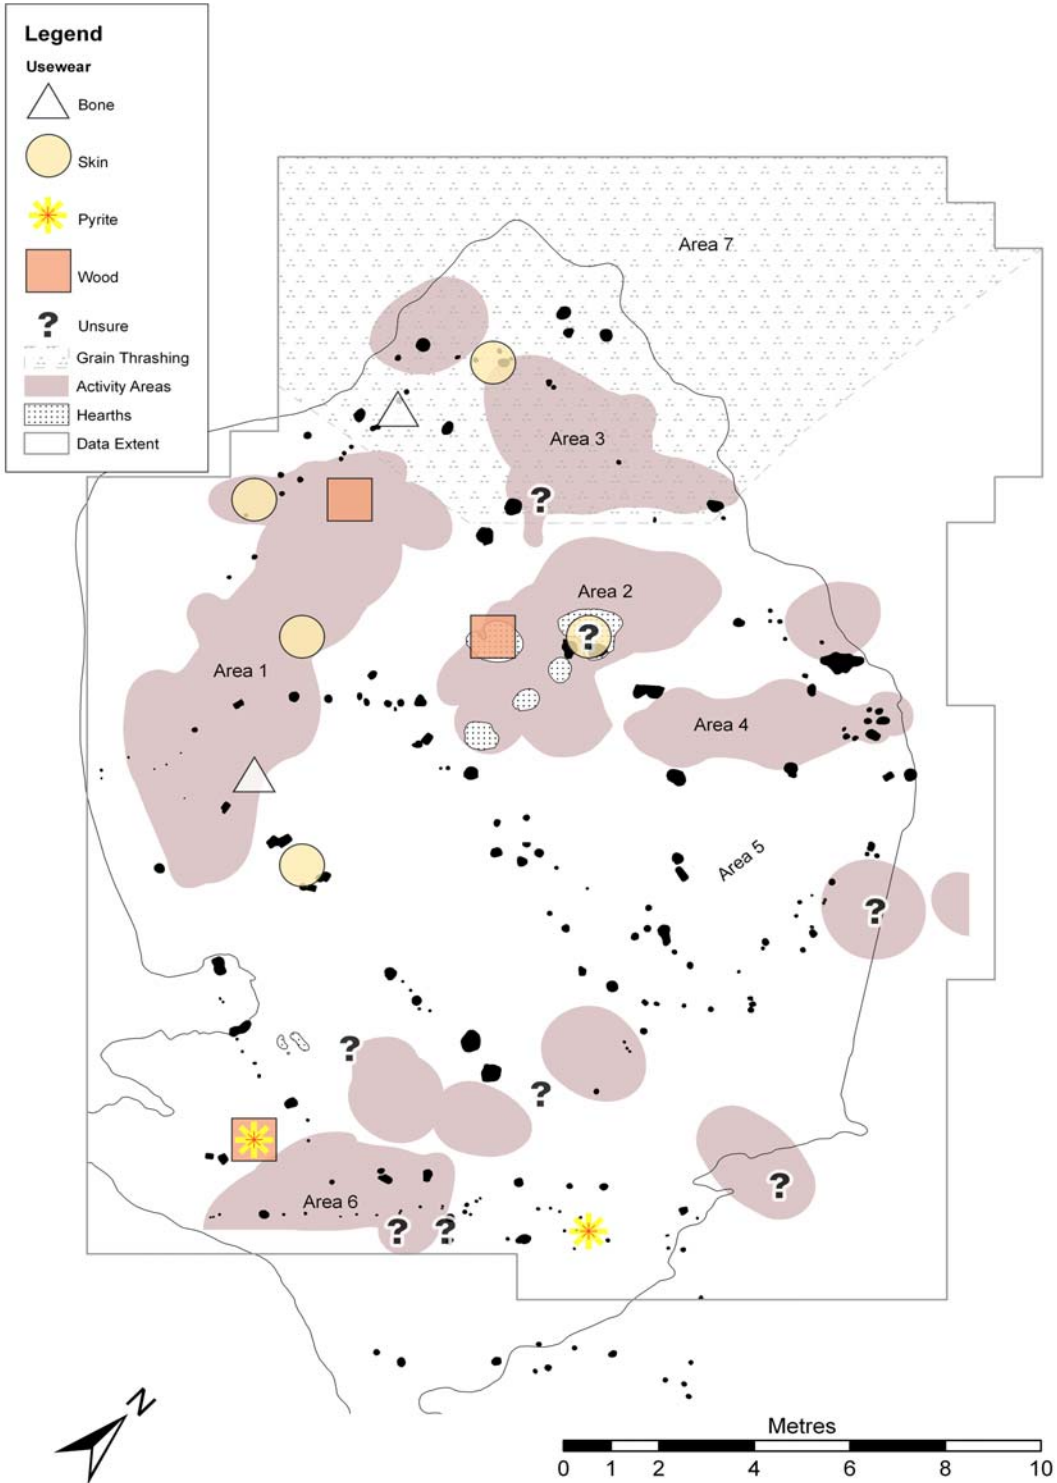 Legend
Usewear
Bone
Skin
Pyrite
Wood
? Unsure
Grain Thrashing
Activity Areas
Hearths
Data Extent
Area 7
Area 3
?
Area 2
?
Area 1
Area 4
Area 5
?
?
?
?
Area 6
? ?
N
Metres
0 1 2 4 6 8 10